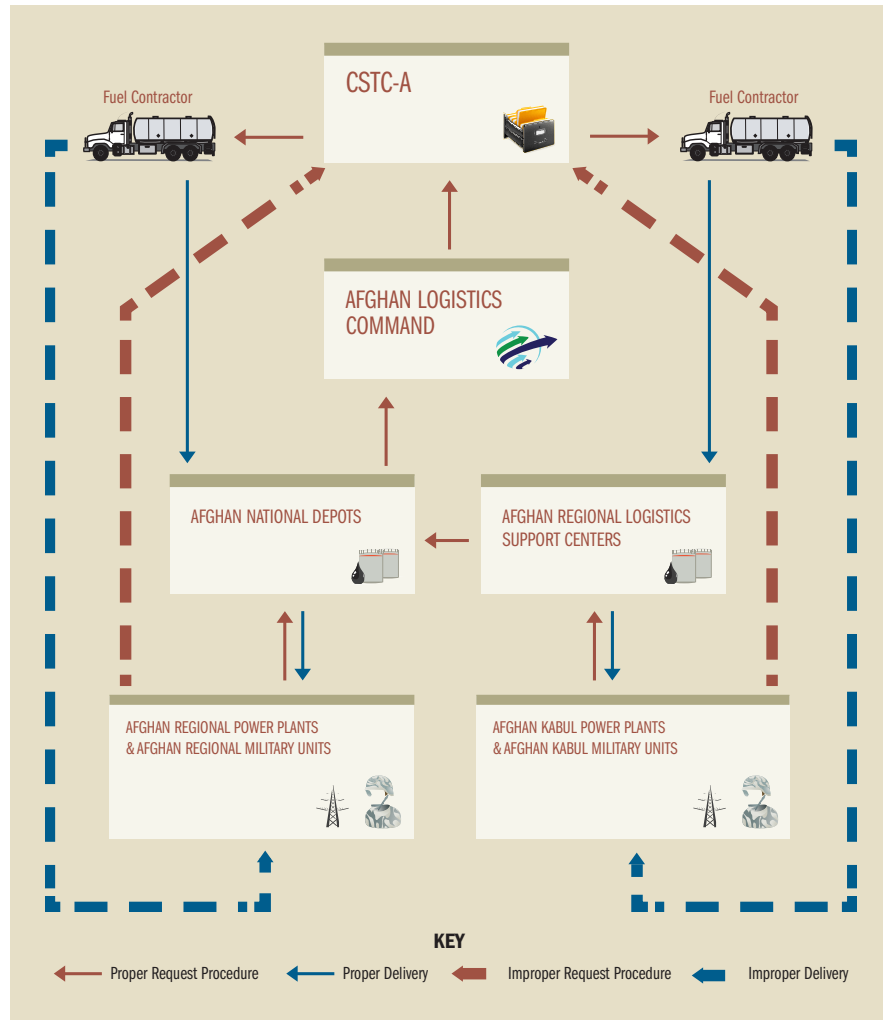 CSTC-A
Fuel Contractor
Fuel Contractor
AFGHAN LOGISTICS
COMMAND
AFGHAN NATIONAL DEPOTS
AFGHAN REGIONAL LOGISTICS
SUPPORT CENTERS
AFGHAN REGIONAL POWER PLANTS
& AFGHAN REGIONAL MILITARY UNITS
AFGHAN KABUL POWER PLANTS
& AFGHAN KABUL MILITARY UNITS
KEY
Proper Request Procedure
Proper Delivery
Improper Request Procedure
Improper Delivery